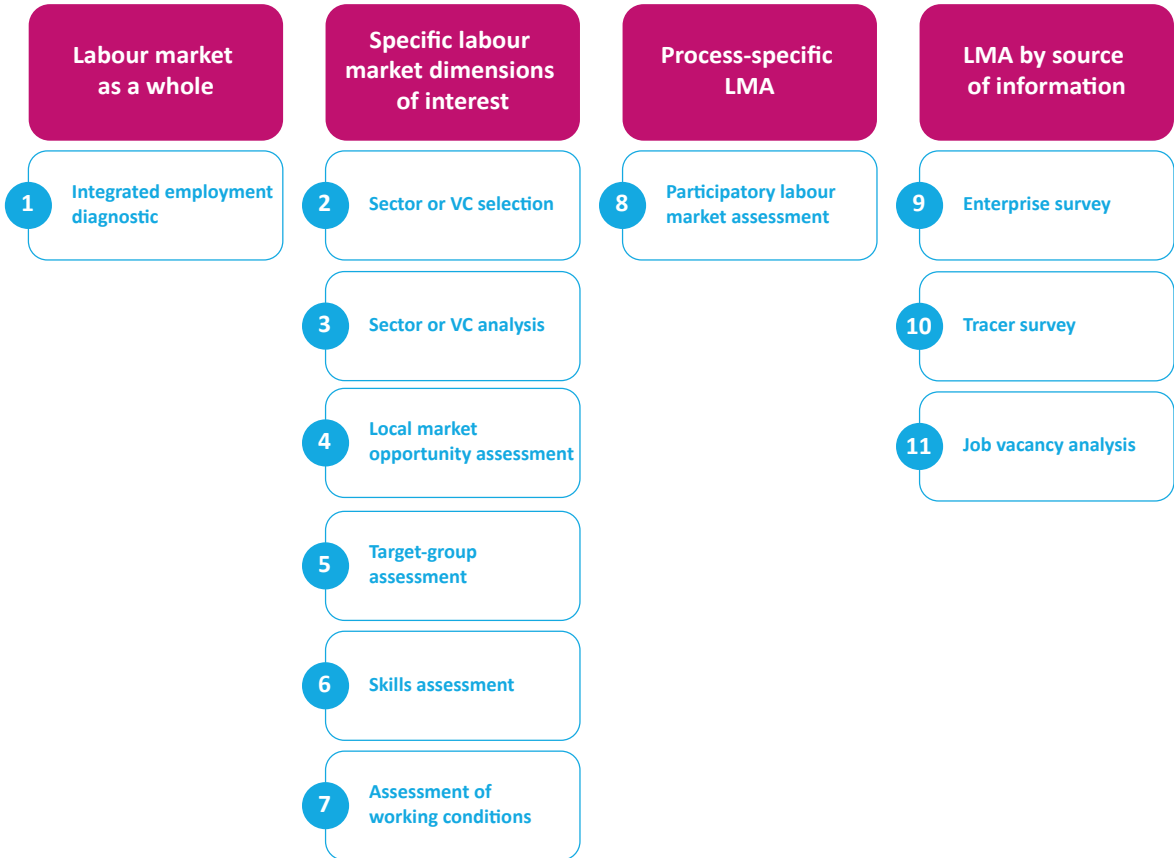 Labour market
as a whole
1
Integrated employment
diagnostic
Specific labour
market dimensions
of interest
2
Sector or VC selection
3
Sector or VC analysis
4
Local market
opportunity assessment
5
Target-group
assessment
6
Skills assessment
7
Assessment of
working conditions
Process-specific
LMA
8
Participatory labour
market assessment
LMA by source
of information
9
Enterprise survey
10
Tracer survey
11
Job vacancy analysis